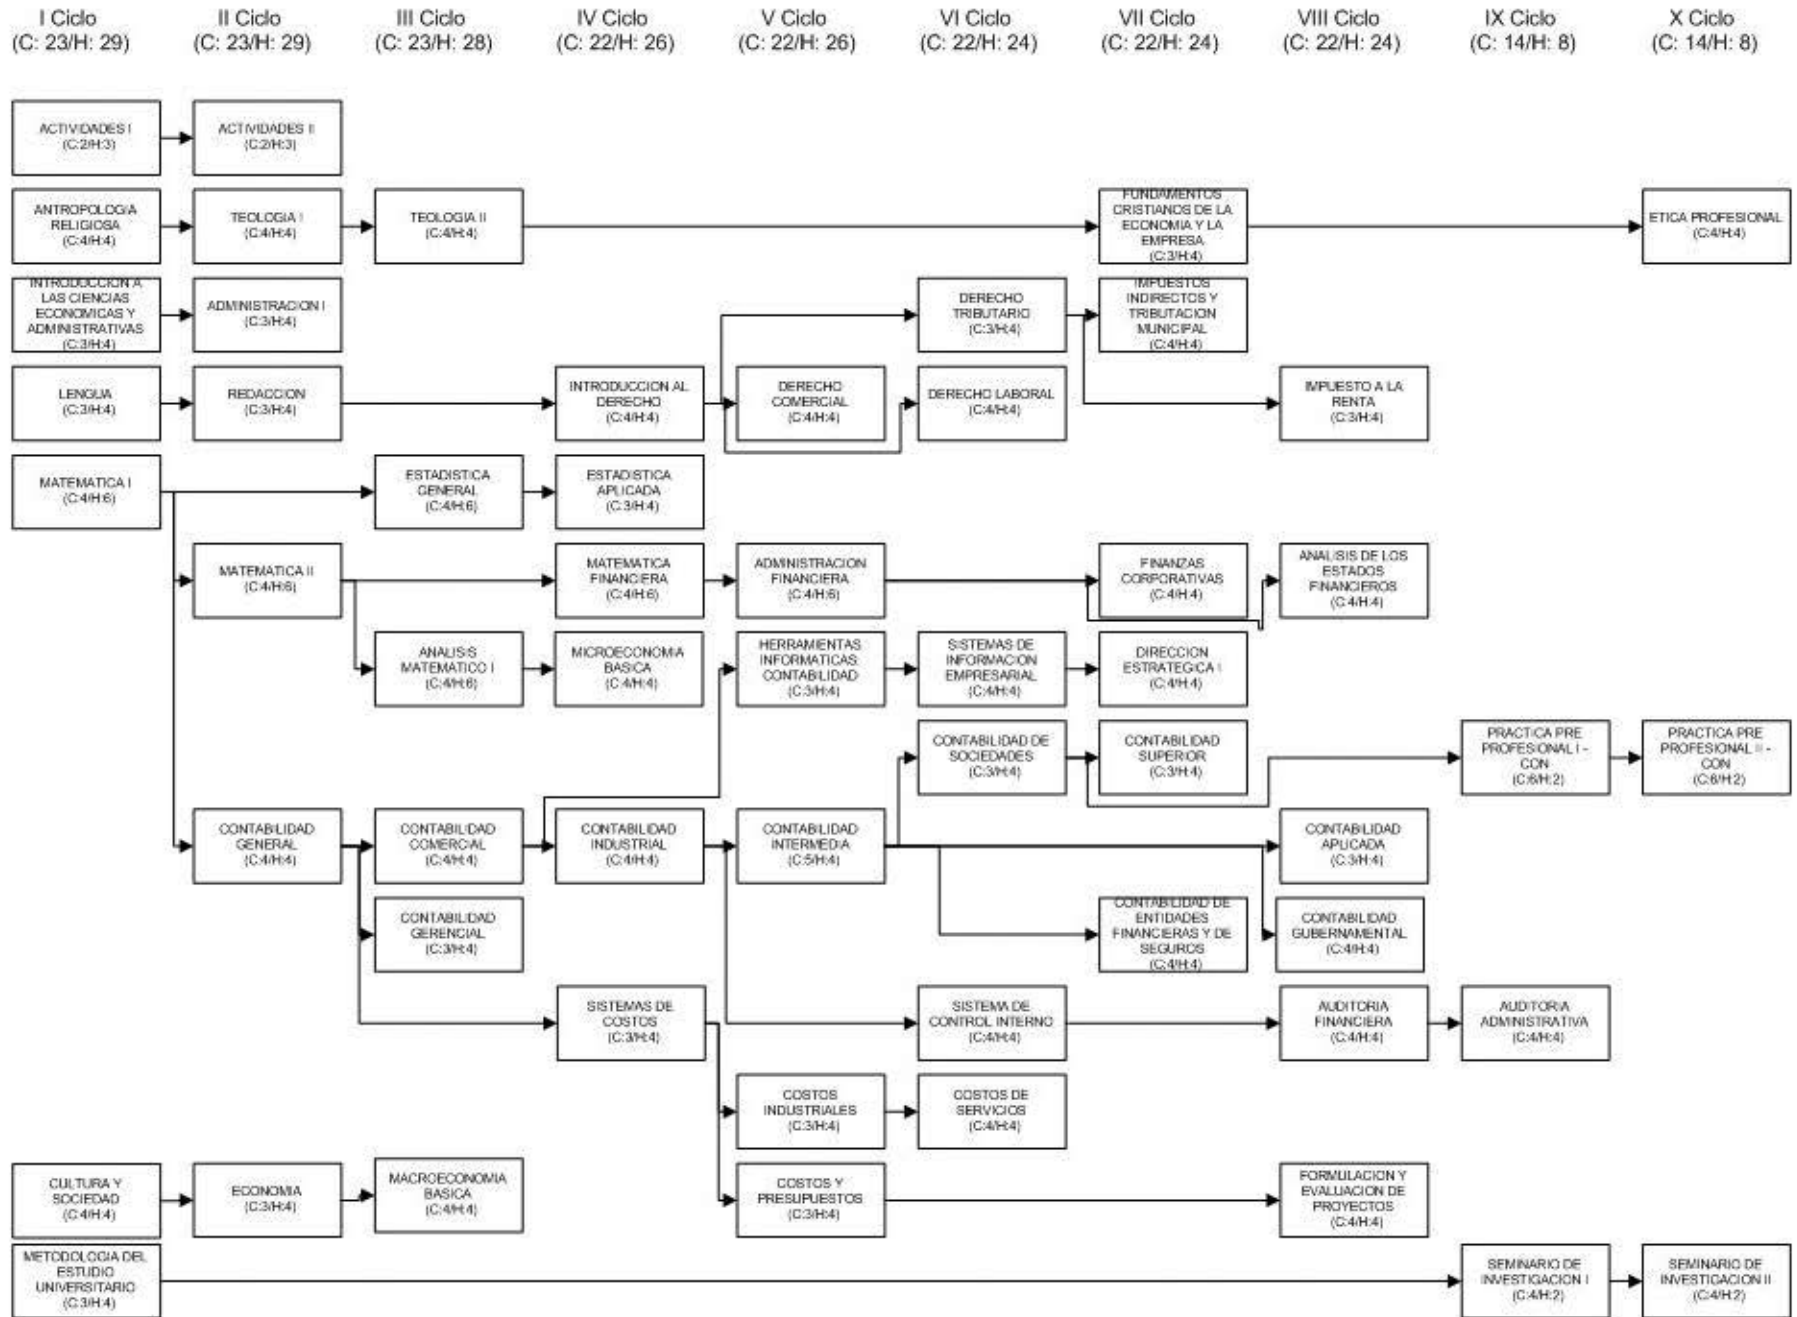 I Ciclo
(C: 23/H: 29)
II Ciclo
(C: 23/H: 29)
III Ciclo
(C: 23/H: 28)
IV Ciclo
(C: 22/H: 26)
V Ciclo
(C: 22/H: 26)
VI Ciclo
(C: 22/H: 24)
VII Ciclo
(C: 22/H: 24)
VIII Ciclo
(C: 22/H: 24)
IX Ciclo
(C: 14/H: 8)
X Ciclo
(C: 14/H: 8)
ACTIVIDADES I
(C:2/H:3)
ACTIVIDADES II
(C:2/H:3)
ANTROPOLOGIA
RELIGIOSA
(C:4/H:4)
TEOLOGIA I
(C:4/H:4)
TEOLOGIA II
(C:4/H:4)
FUNDAMENTOS
CRISTIANOS DE LA
ECONOMIA Y LA
EMPRESA
(C:3/H:4)
ETICA PROFESIONAL
(C:4/H:4)
INTRODUCCION A
LAS CIENCIAS
ECONOMICAS Y
ADMINISTRATIVAS
(C:3/H:4)
ADMINISTRACION I
(C:3/H:4)
DERECHO
TRIBUTARIO
(C:3/H:4)
IMPUESTOS
INDIRECTOS Y
TRIBUTACION
MUNICIPAL
(C:4/H:4)
LENGUA
(C:3/H:4)
REDACCION
(C:3/H:4)
INTRODUCCION AL
DERECHO
(C:4/H:4)
DERECHO
COMERCIAL
(C:4/H:4)
DERECHO LABORAL
(C:4/H:4)
IMPUESTO A LA
RENTA
(C:3/H:4)
MATEMATICA I
(C:4/H:6)
ESTADISTICA
GENERAL
(C:4/H:6)
ESTADISTICA
APLICADA
(C:3/H:4)
MATEMATICA II
(C:4/H:6)
MATEMATICA
FINANCIERA
(C:4/H:6)
ADMINISTRACION
FINANCIERA
(C:4/H:6)
FINANZAS
CORPORATIVAS
(C:4/H:4)
ANALISIS DE LOS
ESTADOS
FINANCIEROS
(C:4/H:4)
ANALISIS
MATEMATICO I
(C:4/H:6)
MICROECONOMIA
BASICA
(C:4/H:4)
HERRAMIENTAS
INFORMATICAS
CONTABILIDAD
(C:3/H:4)
SISTEMAS DE
INFORMACION
EMPRESARIAL
(C:4/H:4)
DIRECCION
ESTRATEGICA I
(C:4/H:4)
CONTABILIDAD DE
SOCIEDADES
(C:3/H:4)
CONTABILIDAD
SUPERIOR
(C:3/H:4)
PRACTICA PRE
PROFESIONAL I -
CON
(C:6/H:2)
PRACTICA PRE
PROFESIONAL II -
CON
(C:6/H:2)
CONTABILIDAD
GENERAL
(C:4/H:4)
CONTABILIDAD
COMERCIAL
(C:4/H:4)
CONTABILIDAD
INDUSTRIAL
(C:4/H:4)
CONTABILIDAD
INTERMEDIA
(C:5/H:4)
CONTABILIDAD
APLICADA
(C:3/H:4)
CONTABILIDAD
GERENCIAL
(C:3/H:4)
CONTABILIDAD DE
ENTIDADES
FINANCIERAS Y DE
SEGUROS
(C:4/H:4)
CONTABILIDAD
GUBERNAMENTAL
(C:4/H:4)
SISTEMAS DE
COSTOS
(C:3/H:4)
SISTEMA DE
CONTROL INTERNO
(C:4/H:4)
AUDITORIA
FINANCIERA
(C:4/H:4)
AUDITORIA
ADMINISTRATIVA
(C:4/H:4)
COSTOS
INDUSTRIALES
(C:3/H:4)
COSTOS DE
SERVICIOS
(C:4/H:4)
CULTURA Y
SOCIEDAD
(C:4/H:4)
ECONOMIA
(C:3/H:4)
MACROECONOMIA
BASICA
(C:4/H:4)
COSTOS Y
PRESUPUESTOS
(C:3/H:4)
FORMULACION Y
EVALUACION DE
PROYECTOS
(C:4/H:4)
METODOLOGIA DEL
ESTUDIO
UNIVERSITARIO
(C:3/H:4)
SEMINARIO DE
INVESTIGACION I
(C:4/H:2)
SEMINARIO DE
INVESTIGACION II
(C:4/H:2)